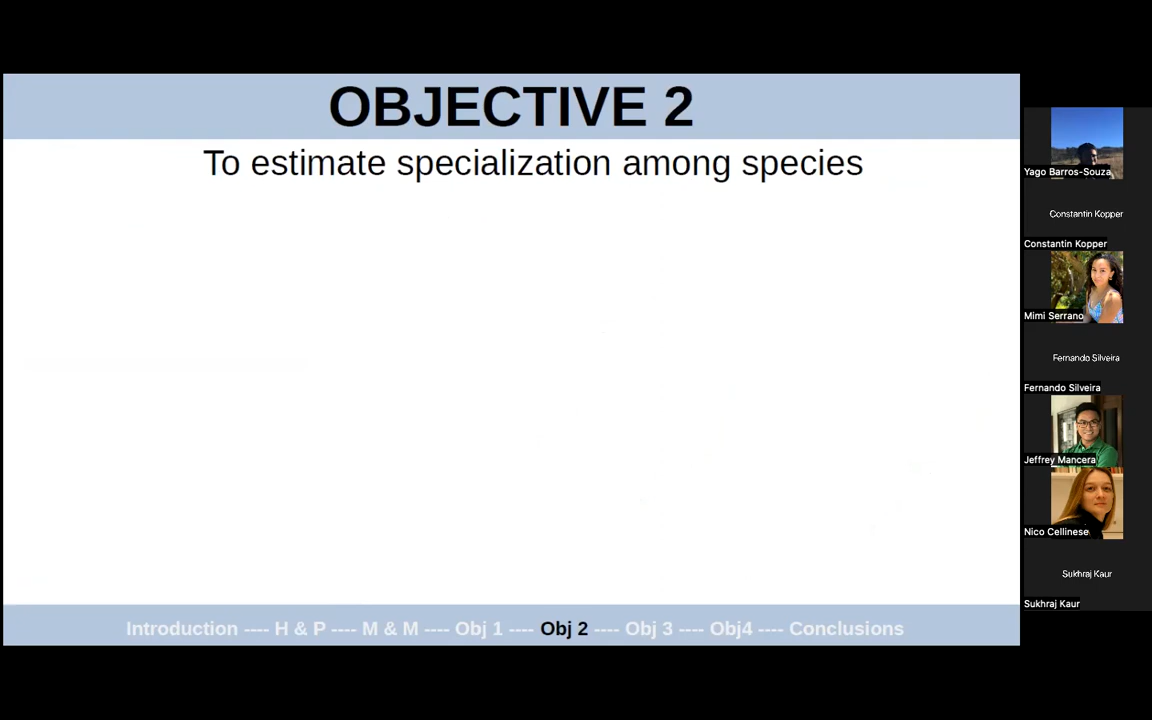 OBJECTIVE 2
To estimate specialization among species
Introduction ---- H & P ---- M & M ---- Obj 1 ---- Obj 2 ---- Obj 3 ---- Obj4 ---- Conclusions
Yago Barros-Souza
Constantin Kopper
Constantin Kopper
Mimi Serrano
Fernando Silveira
Fernando Silveira
Jeffrey Mancera
Nico Cellinese
Sukhraj Kaur
Sukhraj Kaur